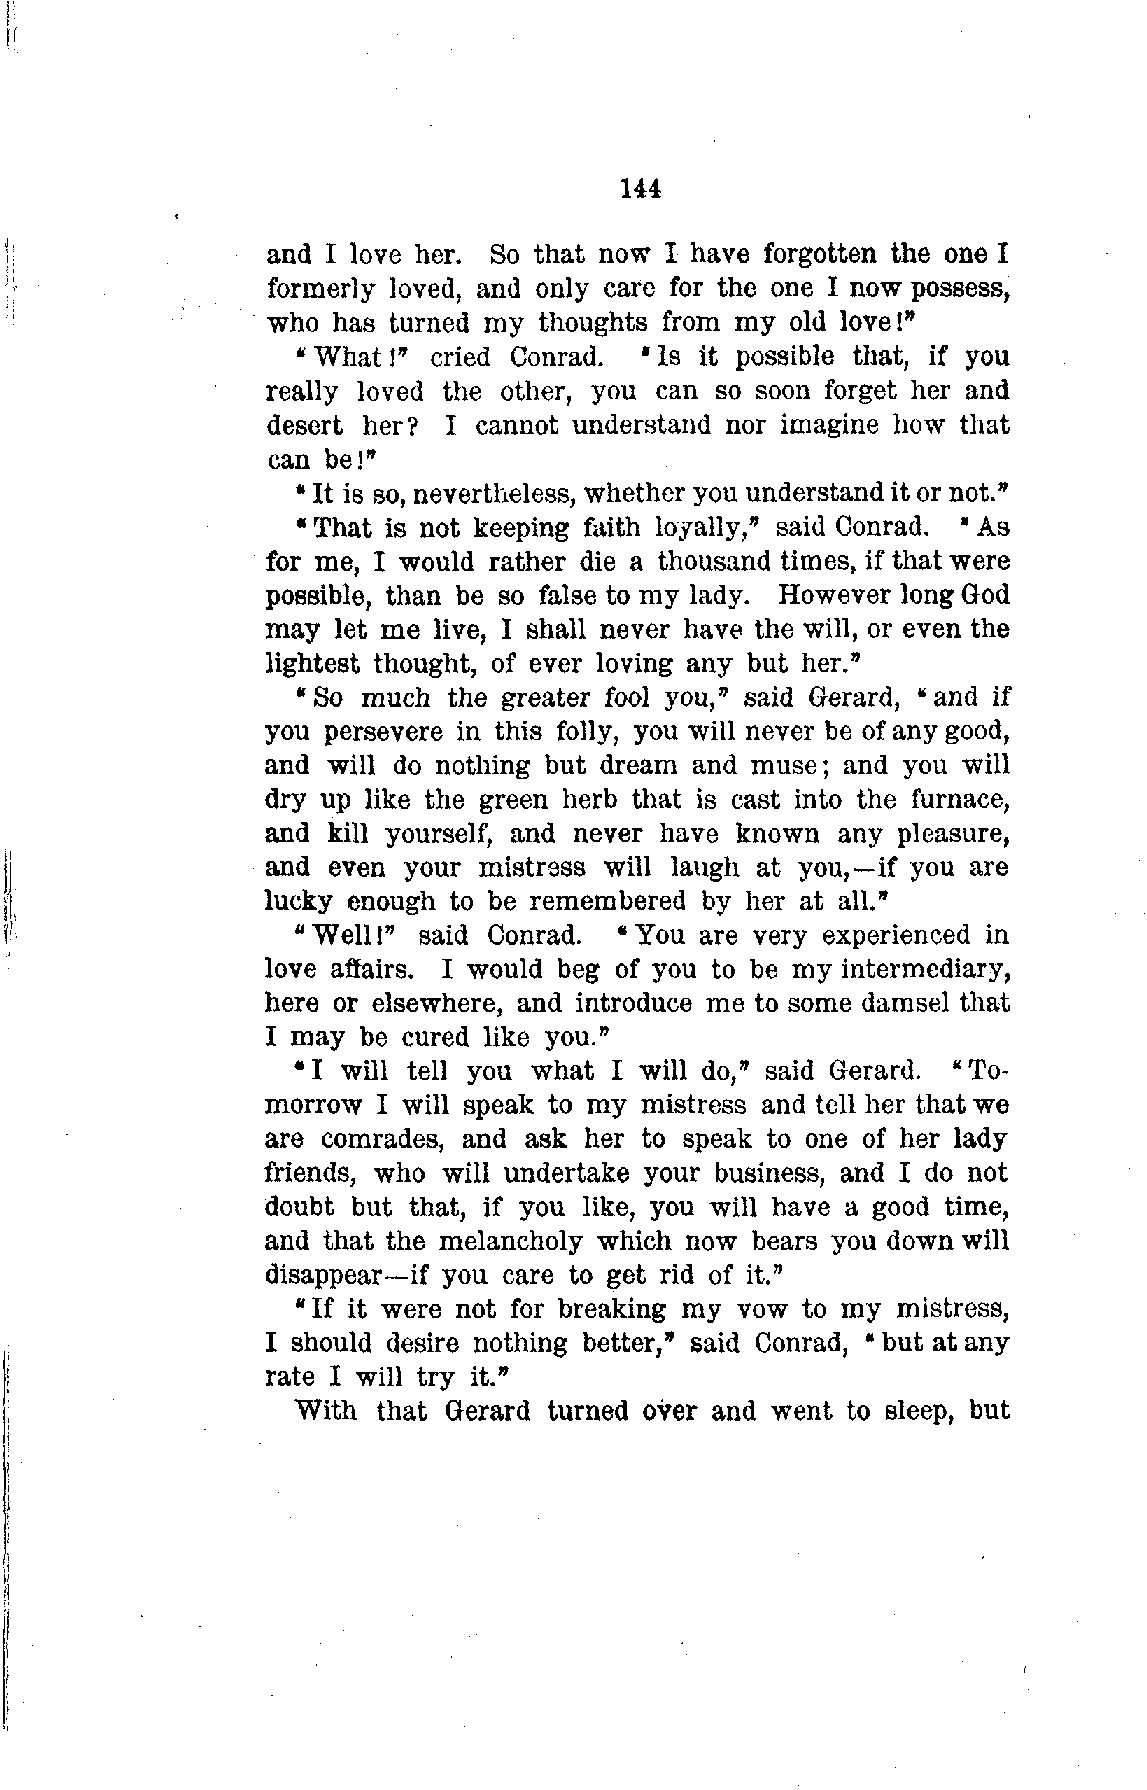 144
and I love her. So that now I have forgotten the one I
formerly loved, and only care for the one I now possess,
who has turned my thoughts from my old love!"
"What!" cried Conrad. "Is it possible that, if you
really loved the other, you can so soon forget her and
desert her? I cannot understand nor imagine how that
can be!"
"It is so, nevertheless, whether you understand it or not."
"That is not keeping faith loyally," said Conrad. "As
for me, I would rather die a thousand times, if that were
possible, than be so false to my lady. However long God
may let me live, I shall never have the will, or even the
lightest thought, of ever loving any but her."
"So much the greater fool you," said Gerard, "and if
you persevere in this folly, you will never be of any good,
and will do nothing but dream and muse; and you will
dry up like the green herb that is cast into the furnace,
and kill yourself, and never have known any pleasure,
and even your mistress will laugh at you,—if you are
lucky enough to be remembered by her at all."
"Well!" said Conrad. "You are very experienced in
love affairs. I would beg of you to be my intermediary,
here or elsewhere, and introduce me to some damsel that
I may be cured like you."
"I will tell you what I will do," said Gerard. "To-
morrow I will speak to my mistress and tell her that we
are comrades, and ask her to speak to one of her lady
friends, who will undertake your business, and I do not
doubt but that, if you like, you will have a good time,
and that the melancholy which now bears you down will
disappear—if you care to get rid of it."
"If it were not for breaking my vow to my mistress,
I should desire nothing better," said Conrad, "but at any
rate I will try it."
With that Gerard turned over and went to sleep, but